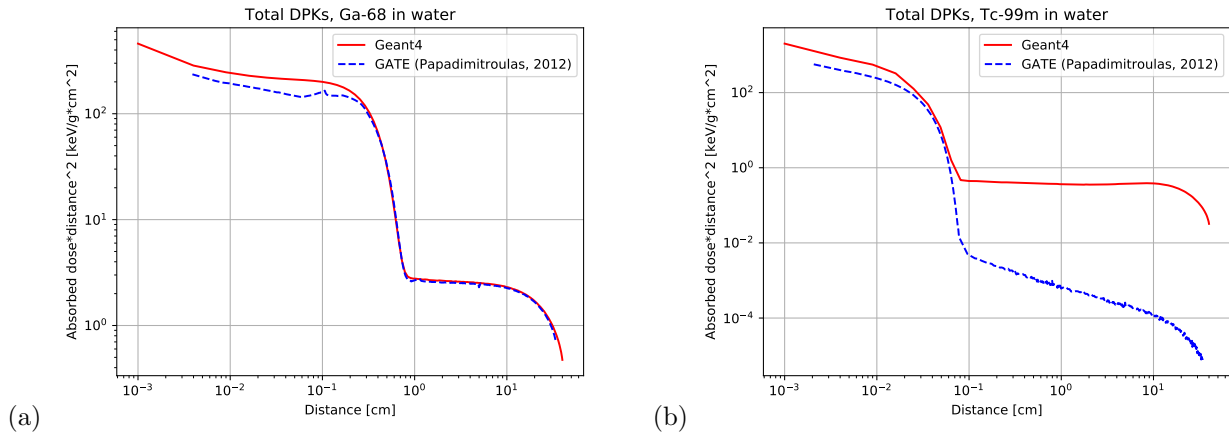 Total DPKs, Ga-68 in water
Geant4
GATE (Papadimitroulas, 2012)
Absorbed dose*distance^2 [keV/g*cm^2]
10^2
10^1
10^0
10^−3
10^−2
10^−1
10^0
10^1
Distance [cm]
(a)
Total DPKs, Tc-99m in water
Geant4
GATE (Papadimitroulas, 2012)
Absorbed dose*distance^2 [keV/g*cm^2]
10^2
10^0
10^−2
10^−4
10^−3
10^−2
10^−1
10^0
10^1
Distance [cm]
(b)